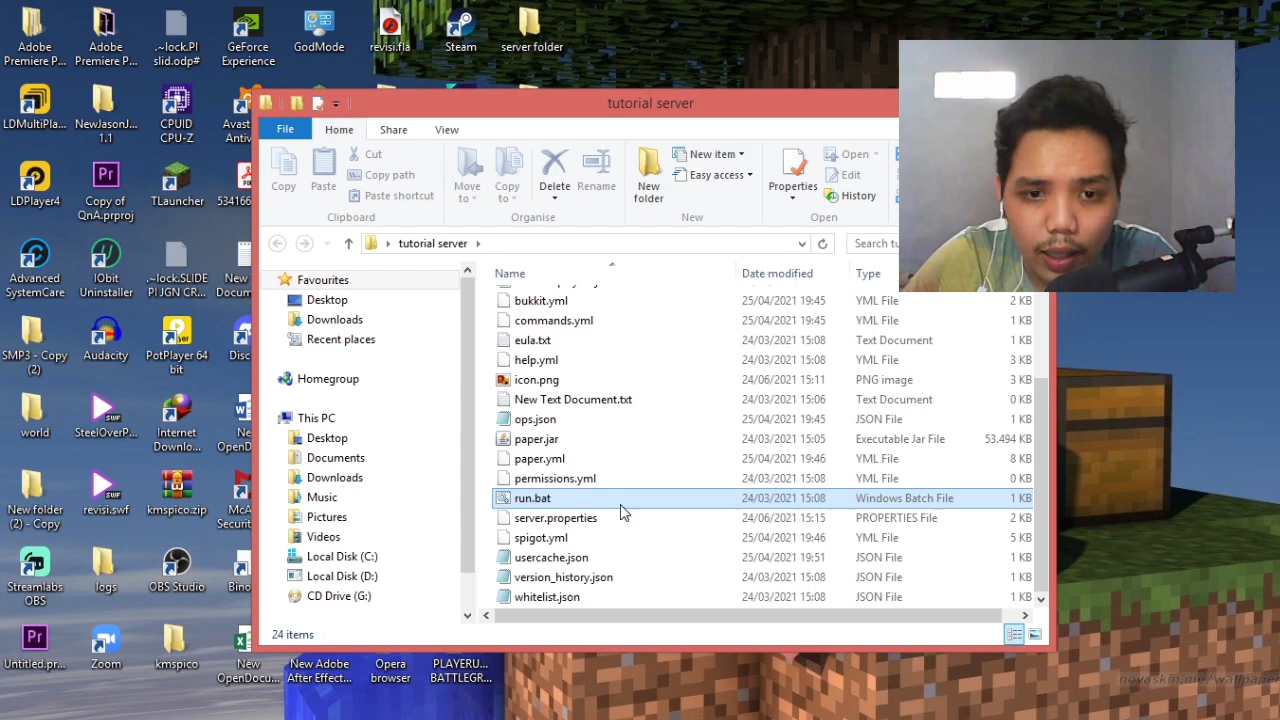 Adobe
Premiere P...
Adobe
Premiere P...
.~lock.PI
slid.odp#
GeForce
Experience
GodMode
revisi.fla
Steam
server folder
LDMultiPla...
NewJasonJ...
1.1
CPUID
CPU-Z
Avast
Antiv
LDPlayer4
Copy of
QnA.prproj
TLauncher
534166
Advanced
SystemCare
IObit
Uninstaller
.~lock.SLIDE
PI JGN CR...
New
Docum
SMP3 - Copy
(2)
Audacity
PotPlayer 64
bit
Disc
world
SteelOverP...
Internet
Downlo...
Ne
OpenD
New folder
(2) - Copy
revisi.swf
kmspico.zip
McA
Securit
Streamlabs
OBS
logs
OBS Studio
Bino
Untitled.pr...
Zoom
kmspico
New
OpenDocu...
New Adobe
After Effect...
Opera
browser
PLAYERU...
BATTLEGR...
tutorial server
File
Home
Share
View
Copy
Paste
Cut
Copy path
Paste shortcut
Clipboard
Move
to
Copy
to
Delete
Rename
Organise
New
folder
New item
Easy access
New
Properties
Open
Edit
History
Open
tutorial server
Search tu
Favourites
Desktop
Downloads
Recent places
Homegroup
This PC
Desktop
Documents
Downloads
Music
Pictures
Videos
Local Disk (C:)
Local Disk (D:)
CD Drive (G:)
Name Date modified Type
bukkit.yml 25/04/2021 19:45 YML File 2 KB
commands.yml 25/04/2021 19:45 YML File 1 KB
eula.txt 24/03/2021 15:08 Text Document 1 KB
help.yml 24/03/2021 15:08 YML File 3 KB
icon.png 24/06/2021 15:11 PNG image 3 KB
New Text Document.txt 24/03/2021 15:06 Text Document 0 KB
ops.json 25/04/2021 19:45 JSON File 1 KB
paper.jar 24/03/2021 15:05 Executable Jar File 53.494 KB
paper.yml 25/04/2021 19:46 YML File 8 KB
permissions.yml 24/03/2021 15:08 YML File 0 KB
run.bat 24/03/2021 15:08 Windows Batch File 1 KB
server.properties 24/06/2021 15:15 PROPERTIES File 2 KB
spigot.yml 25/04/2021 19:46 YML File 5 KB
usercache.json 25/04/2021 19:51 JSON File 1 KB
version_history.json 24/03/2021 15:08 JSON File 1 KB
whitelist.json 24/03/2021 15:08 JSON File 1 KB
24 items
novaskin.me/wallpaper